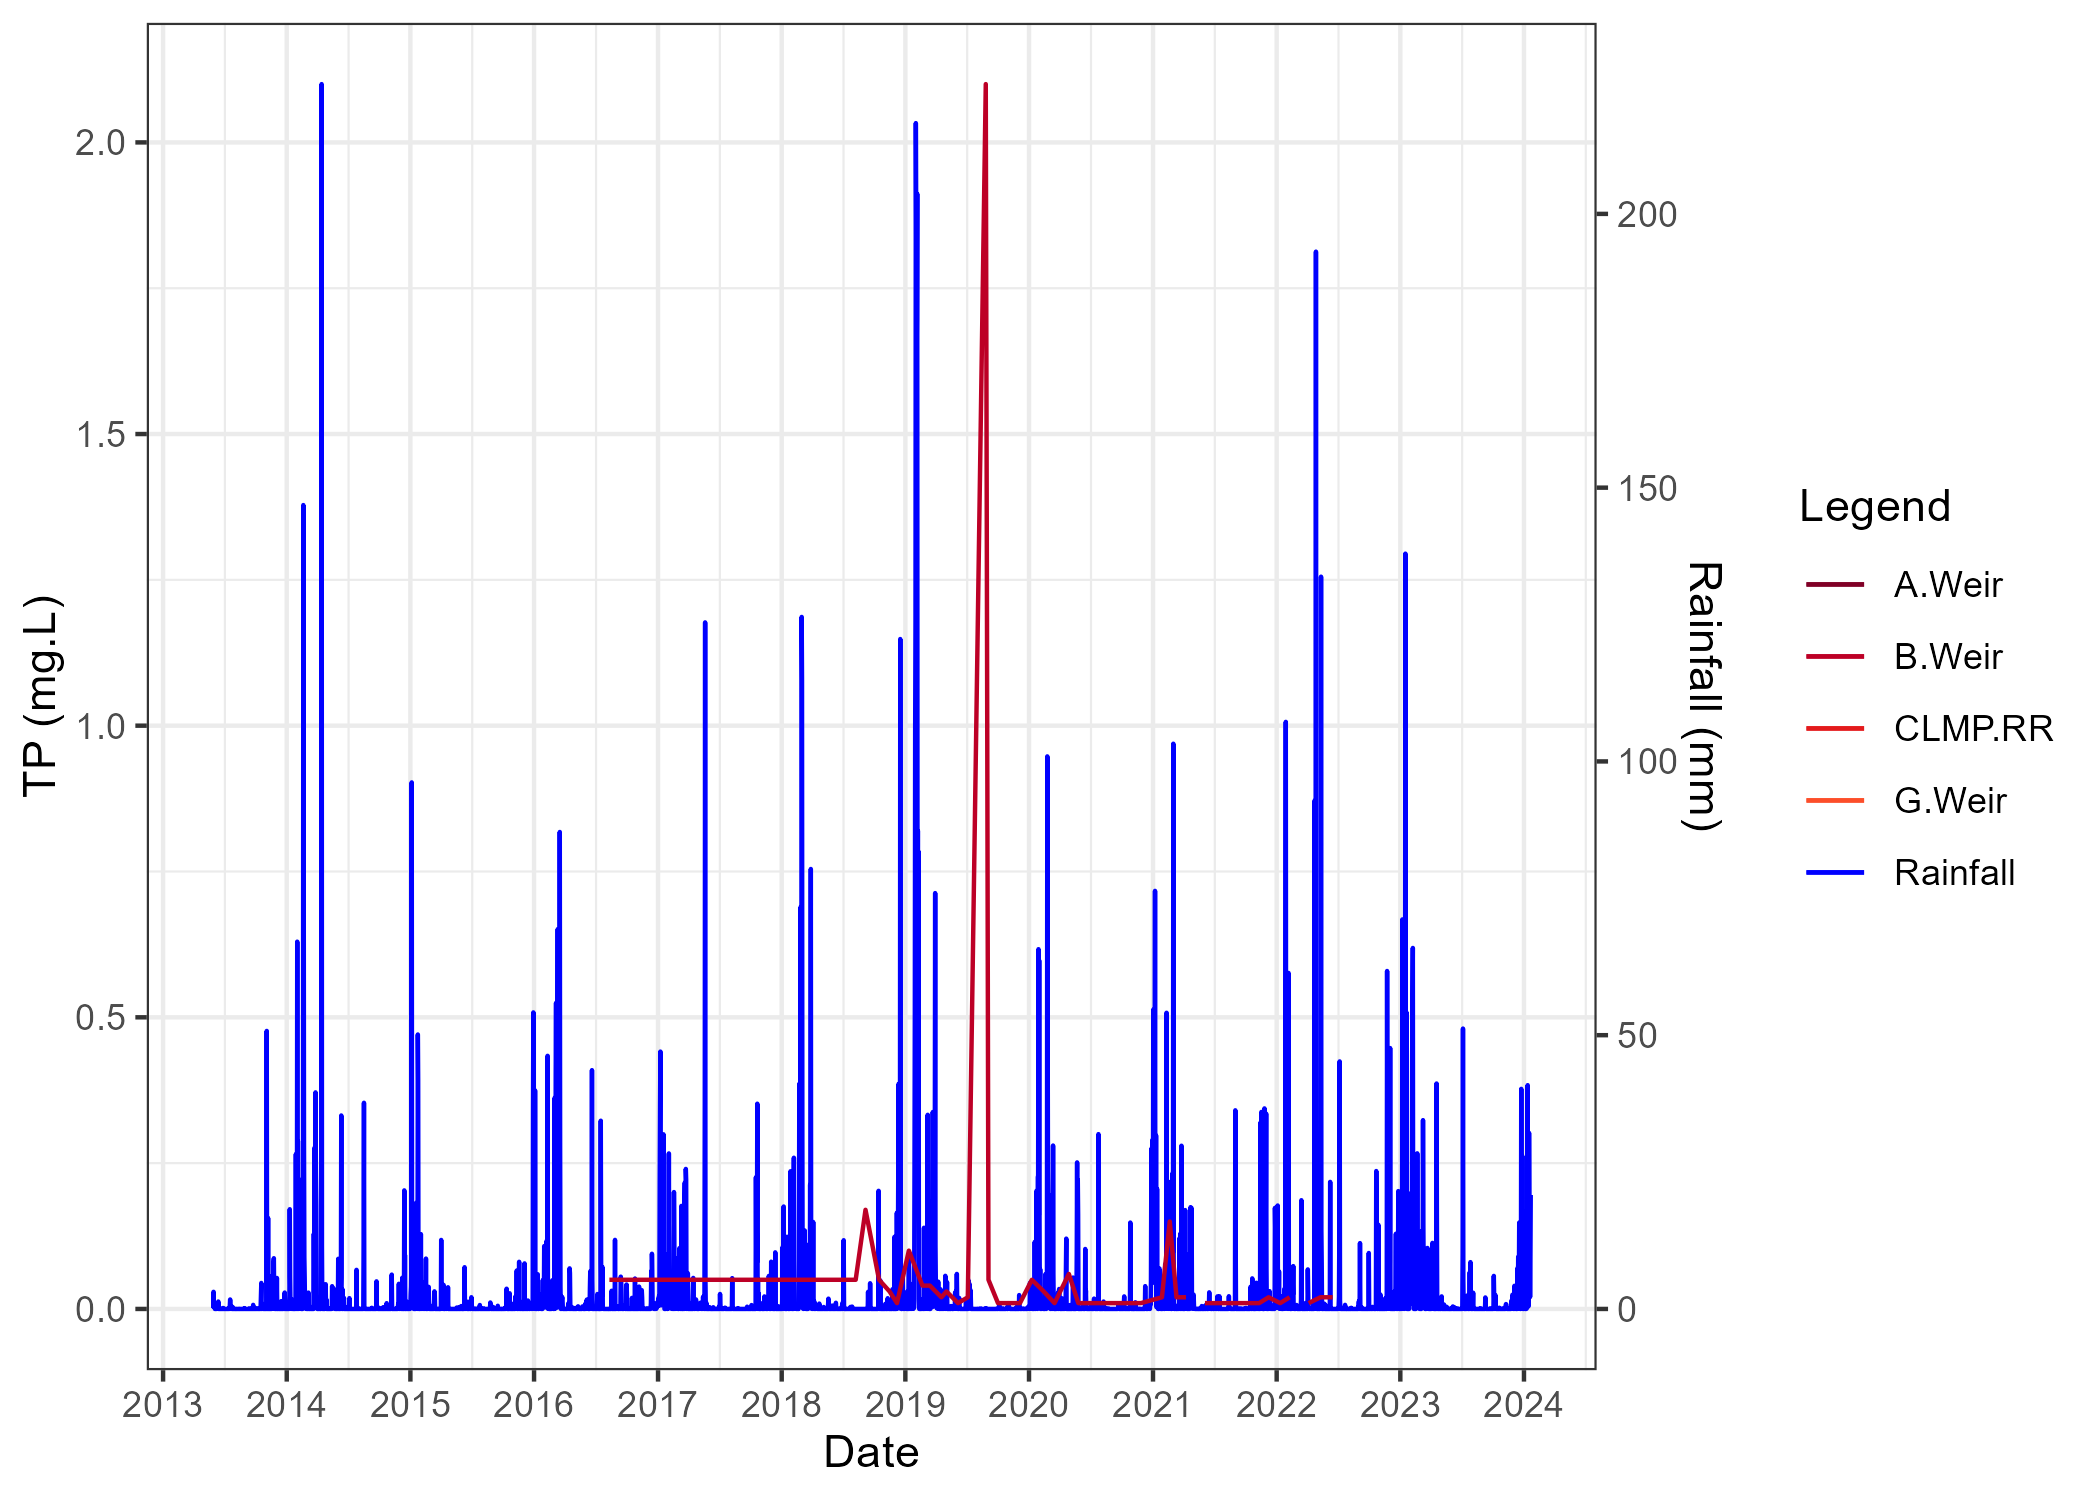 2.0
1.5
1.0
0.5
0.0
TP (mg.L)
200
150
100
50
0
Rainfall (mm)
2013 2014 2015 2016 2017 2018 2019 2020 2021 2022 2023 2024
Date
Legend
A.Weir
B.Weir
CLMP.RR
G.Weir
Rainfall